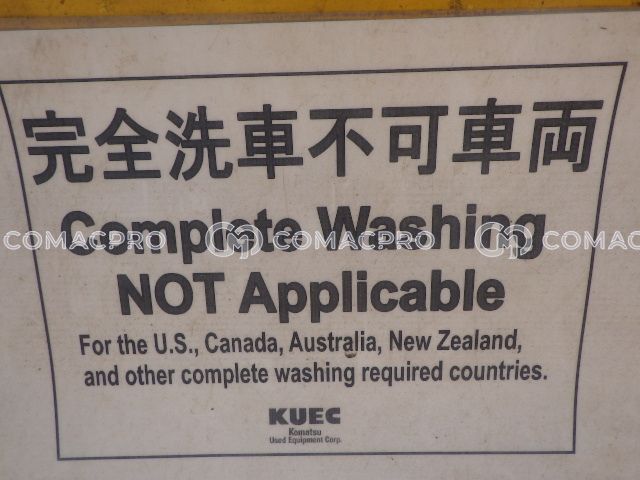 完全洗車不可車両
Complete Washing
COMACPRO COMACPRO COMAC
NOT Applicable
For the U.S., Canada, Australia, New Zealand,
and other complete washing required countries.
KUEC
Komatsu
Used Equipment Corp.